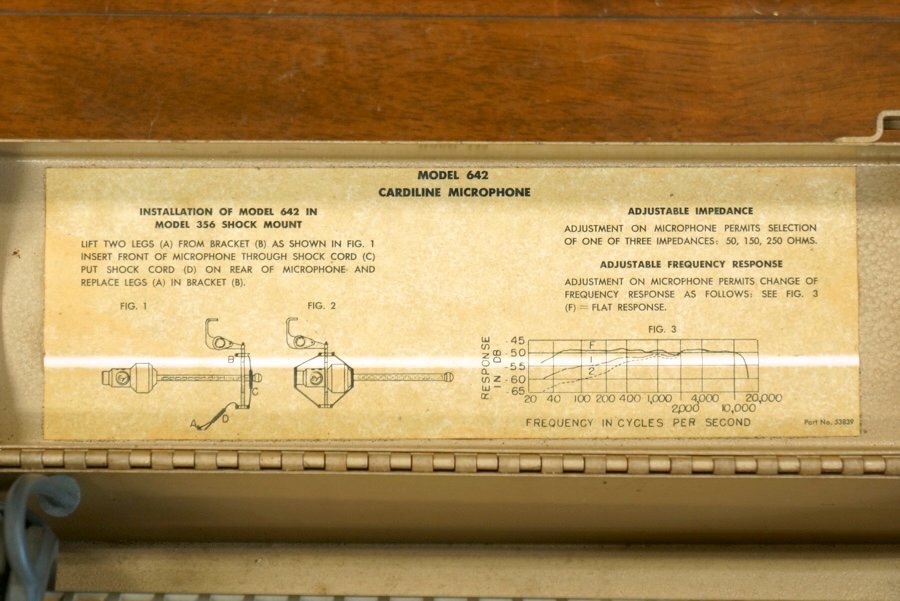 MODEL 642
CARDILINE MICROPHONE
INSTALLATION OF MODEL 642 IN
MODEL 356 SHOCK MOUNT
LIFT TWO LEGS (A) FROM BRACKET (B) AS SHOWN IN FIG. 1
INSERT FRONT OF MICROPHONE THROUGH SHOCK CORD (C)
PUT SHOCK CORD (D) ON REAR OF MICROPHONE AND
REPLACE LEGS (A) IN BRACKET (B).
FIG. 1
FIG. 2
B
C
A
D
ADJUSTABLE IMPEDANCE
ADJUSTMENT ON MICROPHONE PERMITS SELECTION
OF ONE OF THREE IMPEDANCES: 50, 150, 250 OHMS.
ADJUSTABLE FREQUENCY RESPONSE
ADJUSTMENT ON MICROPHONE PERMITS CHANGE OF
FREQUENCY RESPONSE AS FOLLOWS: SEE FIG. 3
(F) = FLAT RESPONSE.
FIG. 3
RESPONSE
IN DB
-45
-50
-55
-60
-65
F
1
2
20 40 100 200 400 1,000 2,000 4,000 10,000 20,000
FREQUENCY IN CYCLES PER SECOND
Part No. 53839